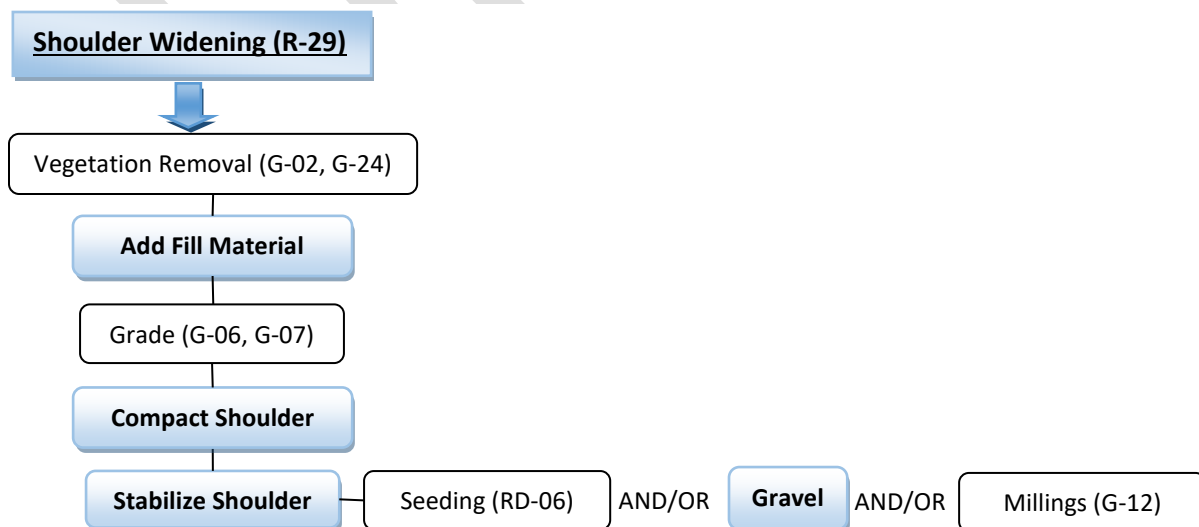 Shoulder Widening (R-29)
Vegetation Removal (G-02, G-24)
Add Fill Material
Grade (G-06, G-07)
Compact Shoulder
Stabilize Shoulder Seeding (RD-06) AND/OR Gravel AND/OR Millings (G-12)